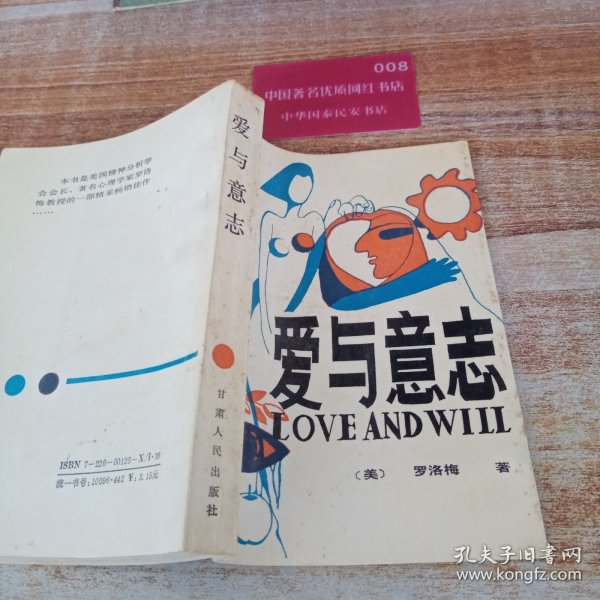 008
中国著名优质网红书店
中华国泰民安书店
本书是美国精神分析学
会会长、著名心理学家罗洛
梅教授的一部精采畅销佳作
……
爱与意志
甘肃人民出版社
ISBN 7-226-00125-X/I·38
统一书号:10096·442 ¥:3.15元
爱与意志
LOVE AND WILL
〔美〕 罗洛梅 著
孔夫子旧书网
www.kongfz.com